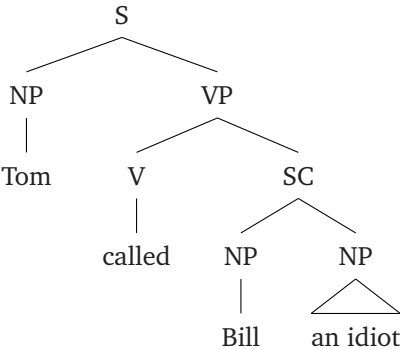 S
NP VP
Tom V SC
called NP NP
Bill an idiot